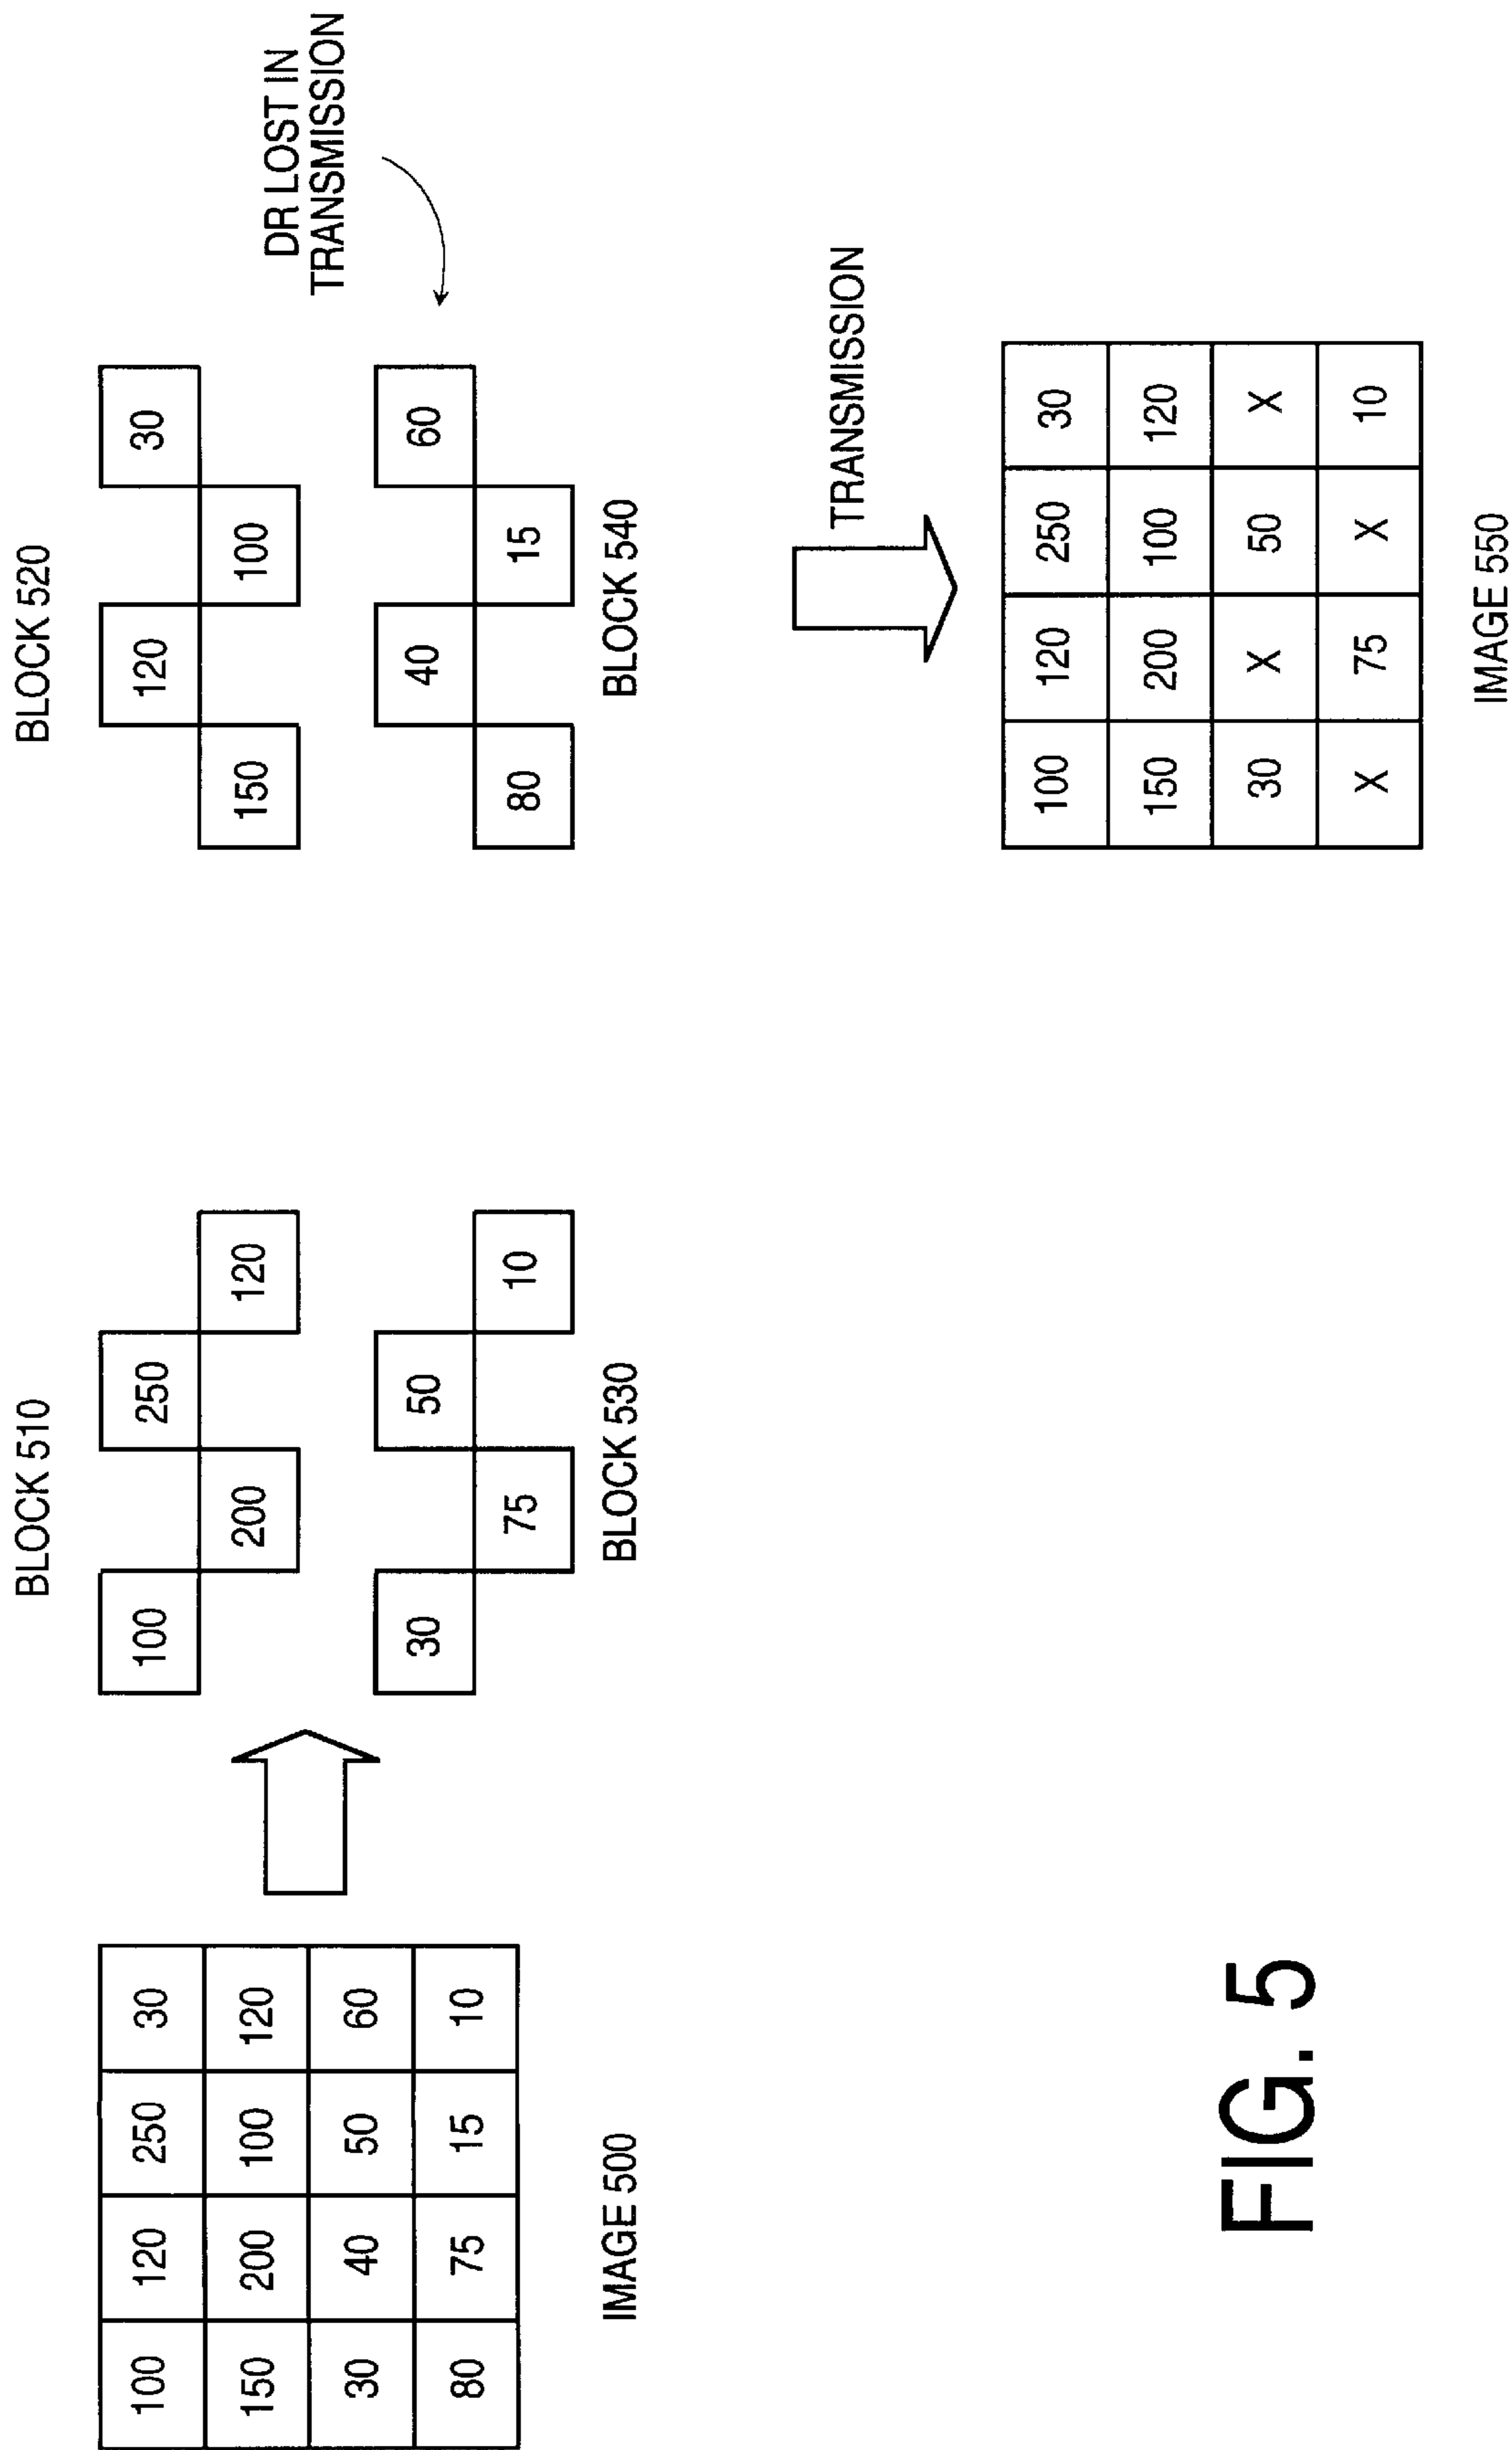 BLOCK 510
BLOCK 520
100 250
200 120
120 30
150 100
DR LOST IN
TRANSMISSION
30 50
75 10
40 60
80 15
BLOCK 530
BLOCK 540
100 120 250 30
150 200 100 120
30 40 50 60
80 75 15 10
IMAGE 500
TRANSMISSION
100 120 250 30
150 200 100 120
30 X 50 X
X 75 X 10
IMAGE 550
FIG. 5